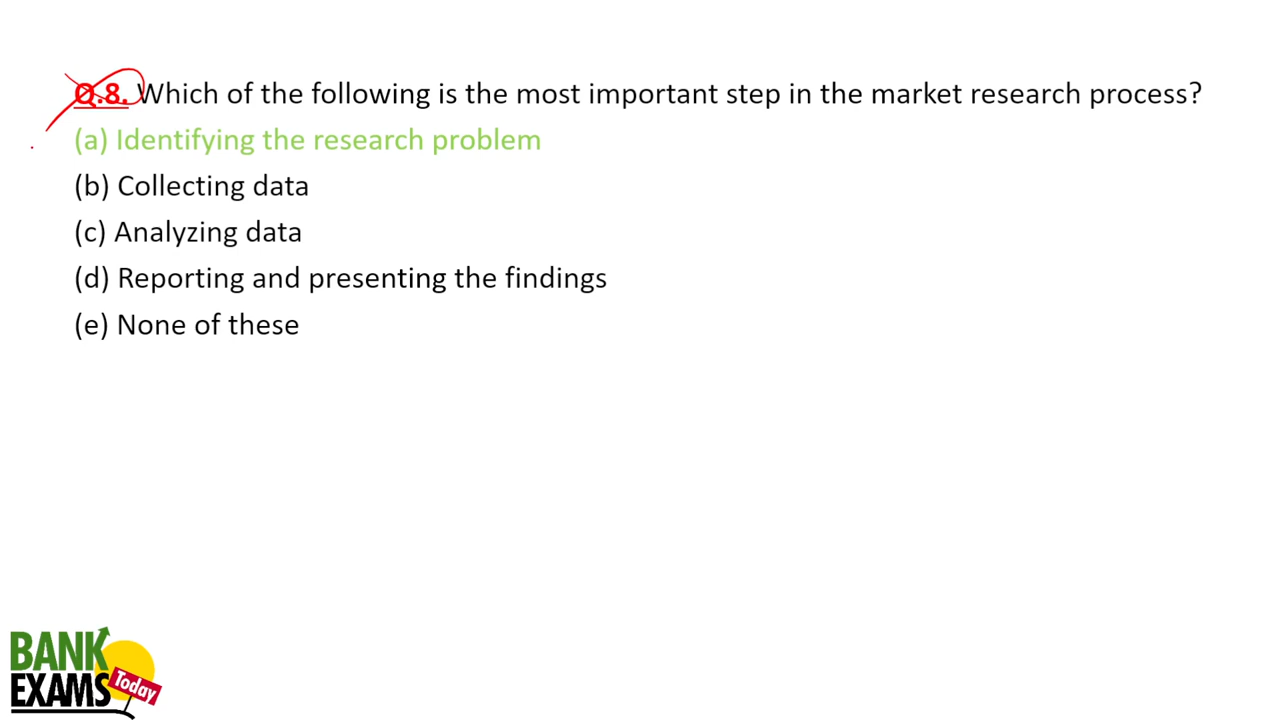 Q.8. Which of the following is the most important step in the market research process?
(a) Identifying the research problem
(b) Collecting data
(c) Analyzing data
(d) Reporting and presenting the findings
(e) None of these
BANK
EXAMS
Today